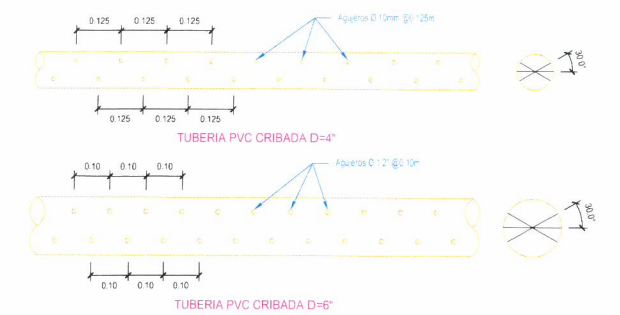 0.125 0.125 0.125
Agujeros Ø 10mm @0.125m
30.0°
0.125 0.125 0.125
TUBERIA PVC CRIBADA D=4"
0.10 0.10 0.10
Agujeros Ø 1.2" @0.10m
30.0°
0.10 0.10 0.10
TUBERIA PVC CRIBADA D=6"